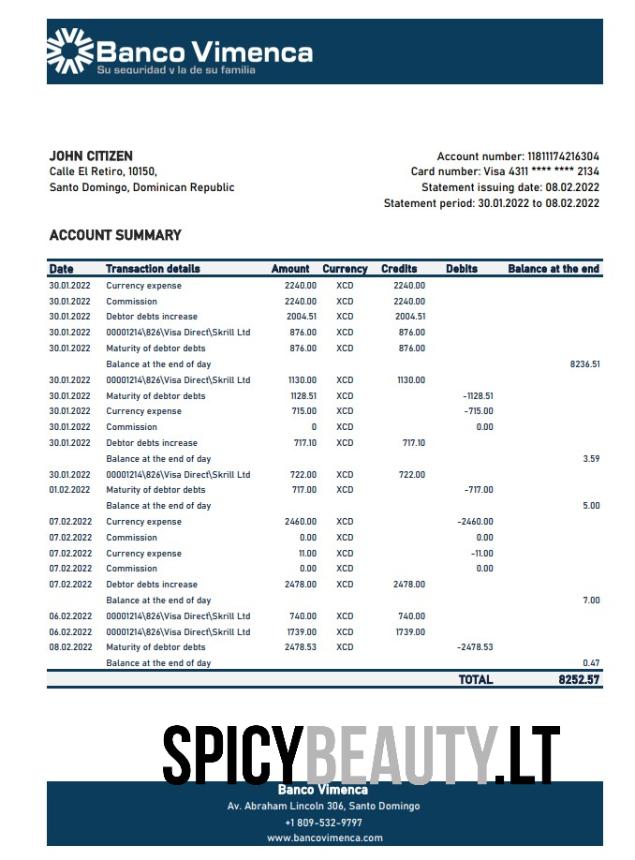 Banco Vimenca
Su seguridad y la de su familia
JOHN CITIZEN
Calle El Retiro, 10150,
Santo Domingo, Dominican Republic
Account number: 11811174216304
Card number: Visa 4311 **** **** 2134
Statement issuing date: 08.02.2022
Statement period: 30.01.2022 to 08.02.2022
ACCOUNT SUMMARY
Date Transaction details Amount Currency Credits Debits Balance at the end
30.01.2022 Currency expense 2240.00 XCD 2240.00
30.01.2022 Commission 2240.00 XCD 2240.00
30.01.2022 Debtor debts increase 2004.51 XCD 2004.51
30.01.2022 00001214\826\Visa Direct\Skrill Ltd 876.00 XCD 876.00
30.01.2022 Maturity of debtor debts 876.00 XCD 876.00
Balance at the end of day 8236.51
30.01.2022 00001214\826\Visa Direct\Skrill Ltd 1130.00 XCD 1130.00
30.01.2022 Maturity of debtor debts 1128.51 XCD -1128.51
30.01.2022 Currency expense 715.00 XCD -715.00
30.01.2022 Commission 0 XCD 0.00
30.01.2022 Debtor debts increase 717.10 XCD 717.10
Balance at the end of day 3.59
30.01.2022 00001214\826\Visa Direct\Skrill Ltd 722.00 XCD 722.00
01.02.2022 Maturity of debtor debts 717.00 XCD -717.00
Balance at the end of day 5.00
07.02.2022 Currency expense 2460.00 XCD -2460.00
07.02.2022 Commission 0.00 XCD 0.00
07.02.2022 Currency expense 11.00 XCD -11.00
07.02.2022 Commission 0.00 XCD 0.00
07.02.2022 Debtor debts increase 2478.00 XCD 2478.00
Balance at the end of day 7.00
06.02.2022 00001214\826\Visa Direct\Skrill Ltd 740.00 XCD 740.00
06.02.2022 00001214\826\Visa Direct\Skrill Ltd 1739.00 XCD 1739.00
08.02.2022 Maturity of debtor debts 2478.53 XCD -2478.53
Balance at the end of day 0.47
TOTAL 8252.57
SPICYBEAUTY.LT
Banco Vimenca
Av. Abraham Lincoln 306, Santo Domingo
+1 809-532-9797
www.bancovimenca.com